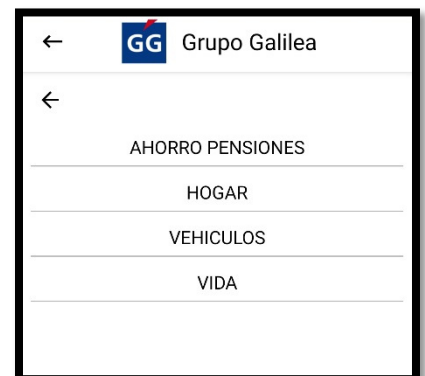 GG Grupo Galilea
AHORRO PENSIONES
HOGAR
VEHICULOS
VIDA